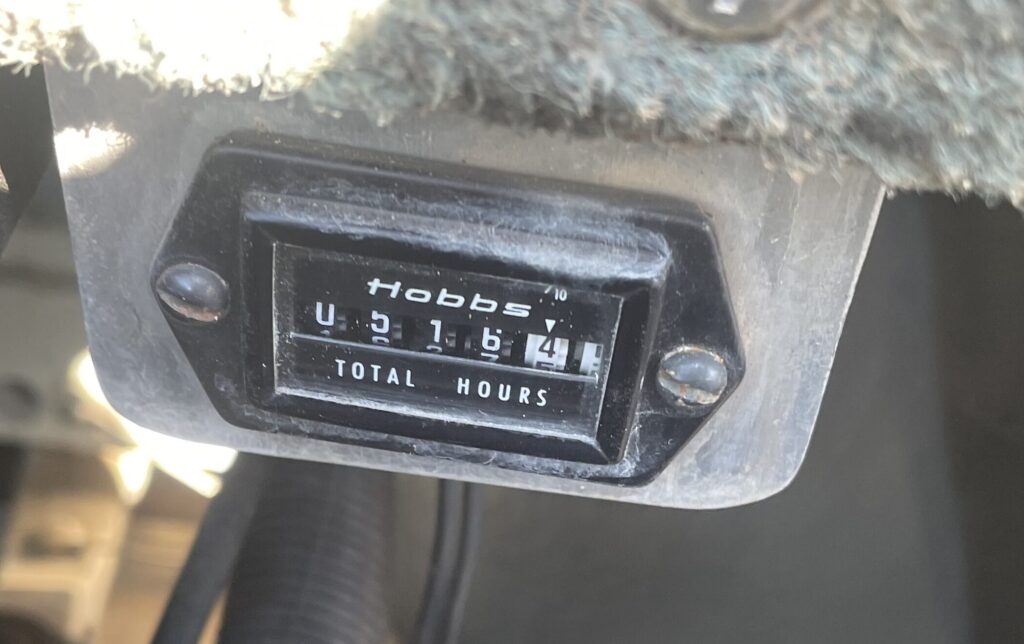 Hobbs 1/10
0 5 1 6 4
TOTAL HOURS